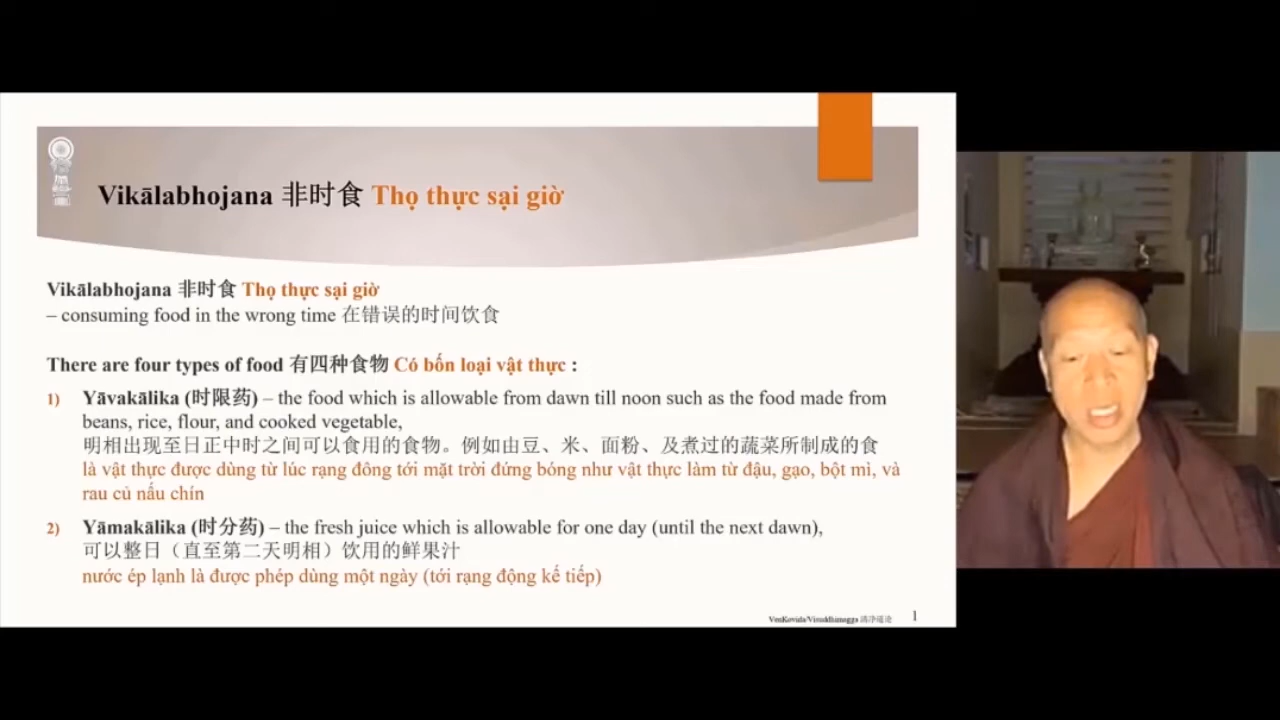 Vikālabhojana 非时食 Thọ thực sại giờ
Vikālabhojana 非时食 Thọ thực sại giờ
– consuming food in the wrong time 在错误的时间饮食
There are four types of food 有四种食物 Có bốn loại vật thực :
1) Yāvakālika (时限药) – the food which is allowable from dawn till noon such as the food made from
beans, rice, flour, and cooked vegetable,
明相出现至日正中时之间可以食用的食物。例如由豆、米、面粉、及煮过的蔬菜所制成的食
là vật thực được dùng từ lúc rạng đông tới mặt trời đứng bóng như vật thực làm từ đậu, gạo, bột mì, và
rau củ nấu chín
2) Yāmakālika (时分药) – the fresh juice which is allowable for one day (until the next dawn),
可以整日（直至第二天明相）饮用的鲜果汁
nước ép lạnh là được phép dùng một ngày (tới rạng động kế tiếp)
VenKovida/Visuddhimagga 清净道论 1